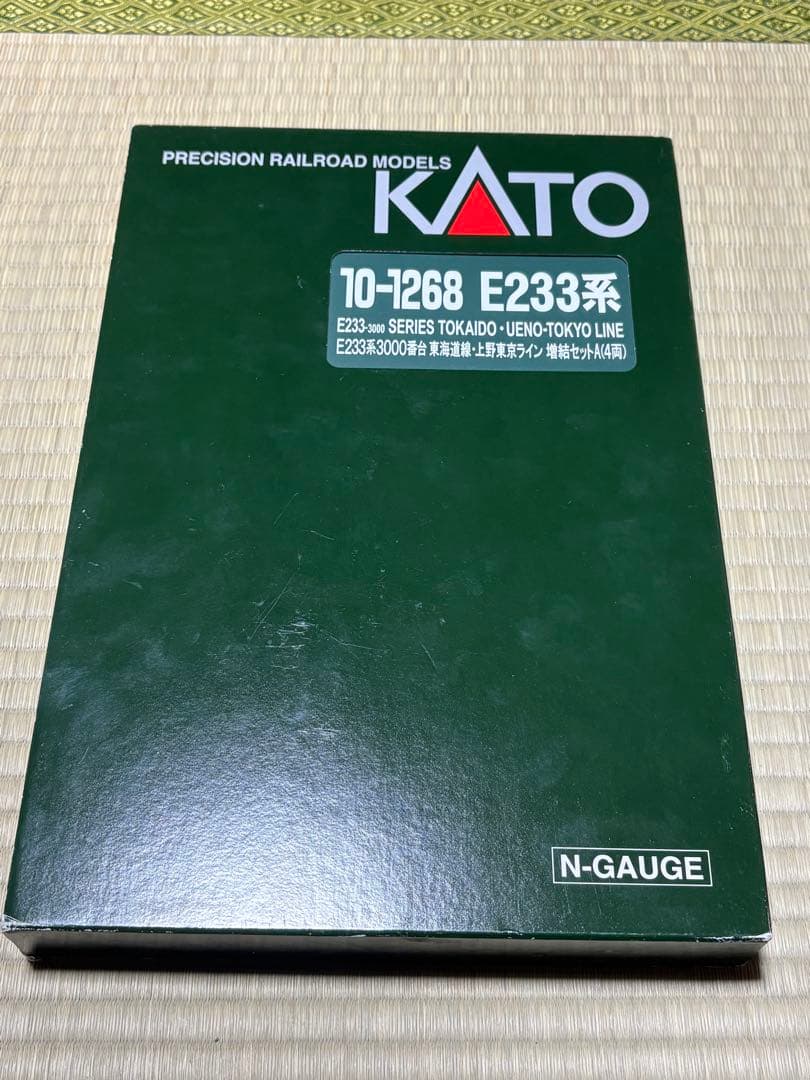 PRECISION RAILROAD MODELS
KATO
10-1268 E233系
E233-3000 SERIES TOKAIDO・UENO-TOKYO LINE
E233系3000番台 東海道線・上野東京ライン 増結セットA(4両)
N-GAUGE